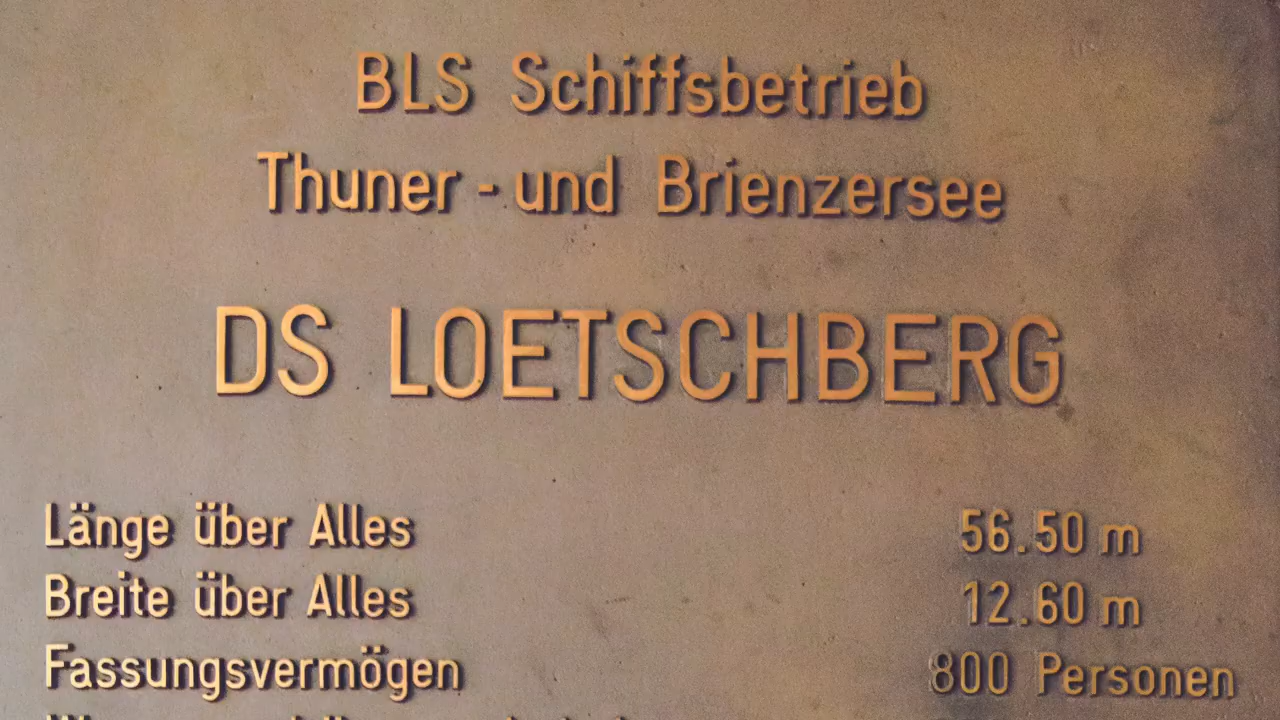 BLS Schiffsbetrieb
Thuner - und Brienzersee
DS LOETSCHBERG
Länge über Alles 56.50 m
Breite über Alles 12.60 m
Fassungsvermögen 800 Personen